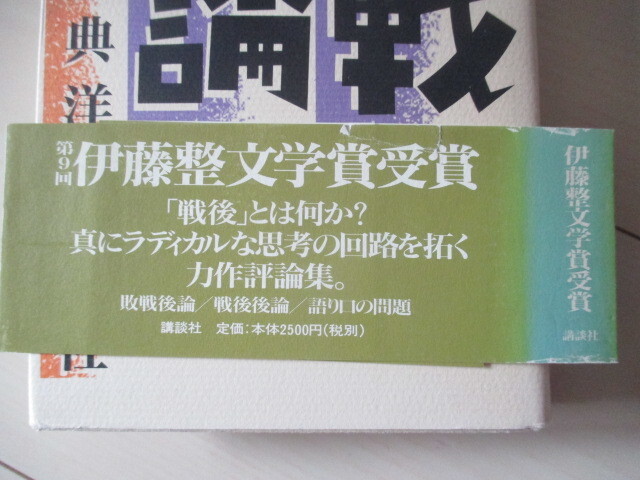 論戦
典洋
社
第9回
伊藤整文学賞受賞
「戦後」とは何か?
真にラディカルな思考の回路を拓く
力作評論集。
敗戦後論／戦後後論／語り口の問題
講談社 定価:本体2500円(税別)
伊藤整文学賞受賞
講談社